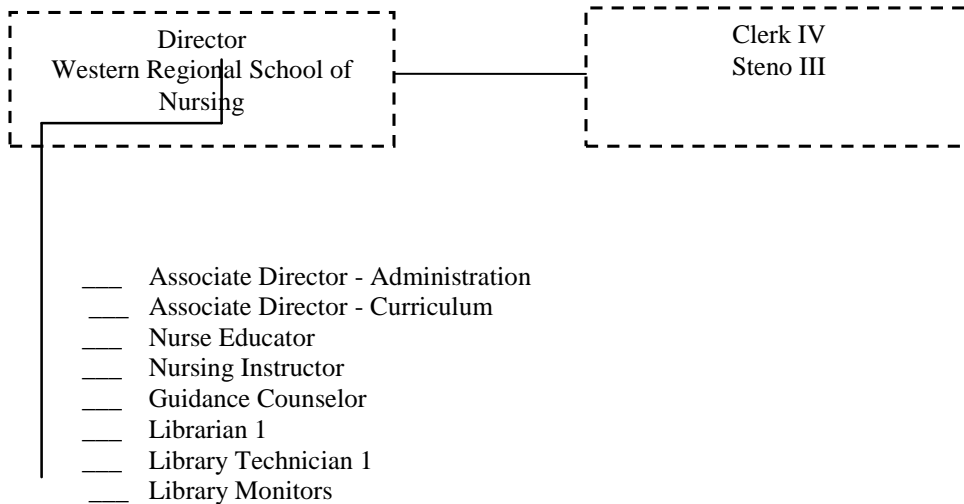 Director
Western Regional School of
Nursing
Clerk IV
Steno III
___ Associate Director - Administration
___ Associate Director - Curriculum
___ Nurse Educator
___ Nursing Instructor
___ Guidance Counselor
___ Librarian 1
___ Library Technician 1
___ Library Monitors